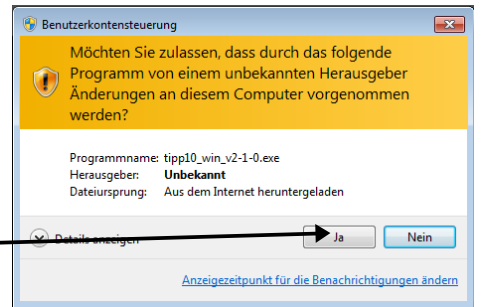 Benutzerkontensteuerung
Möchten Sie zulassen, dass durch das folgende
Programm von einem unbekannten Herausgeber
Änderungen an diesem Computer vorgenommen
werden?
Programmname: tipp10_win_v2-1-0.exe
Herausgeber: Unbekannt
Dateiursprung: Aus dem Internet heruntergeladen
Details anzeigen Ja Nein
Anzeigezeitpunkt für die Benachrichtigungen ändern